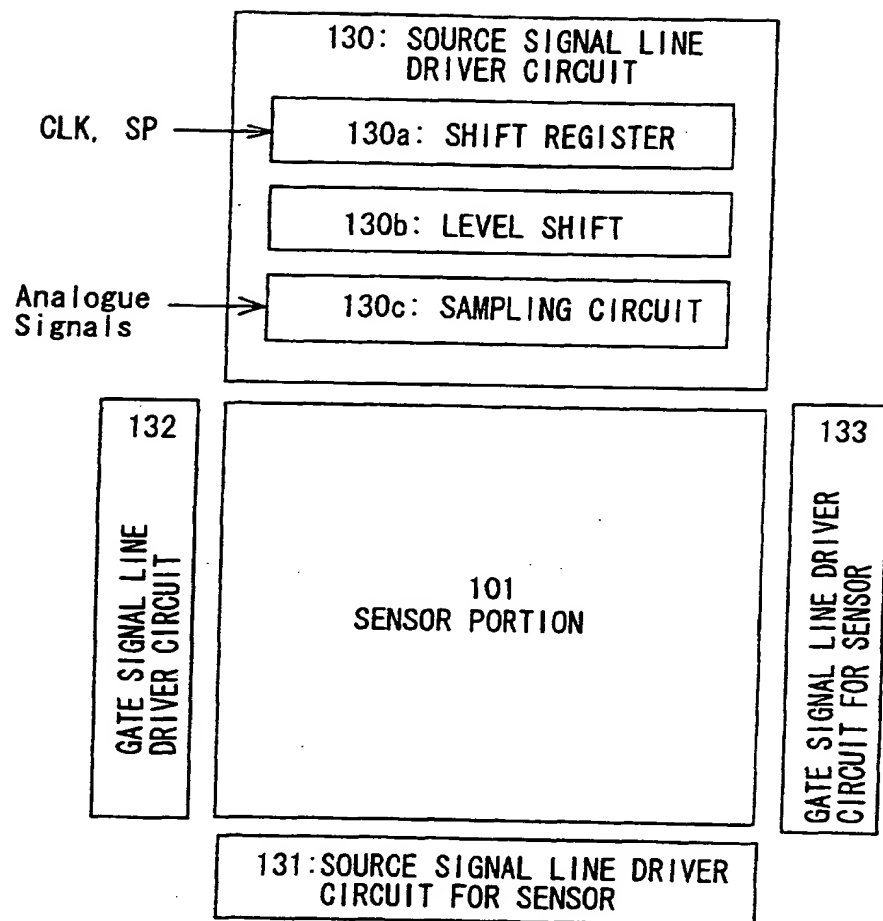 130: SOURCE SIGNAL LINE
DRIVER CIRCUIT
CLK, SP
130a: SHIFT REGISTER
130b: LEVEL SHIFT
Analogue
Signals
130c: SAMPLING CIRCUIT
132
GATE SIGNAL LINE
DRIVER CIRCUIT
101
SENSOR PORTION
133
GATE SIGNAL LINE DRIVER
CIRCUIT FOR SENSOR
131:SOURCE SIGNAL LINE DRIVER
CIRCUIT FOR SENSOR